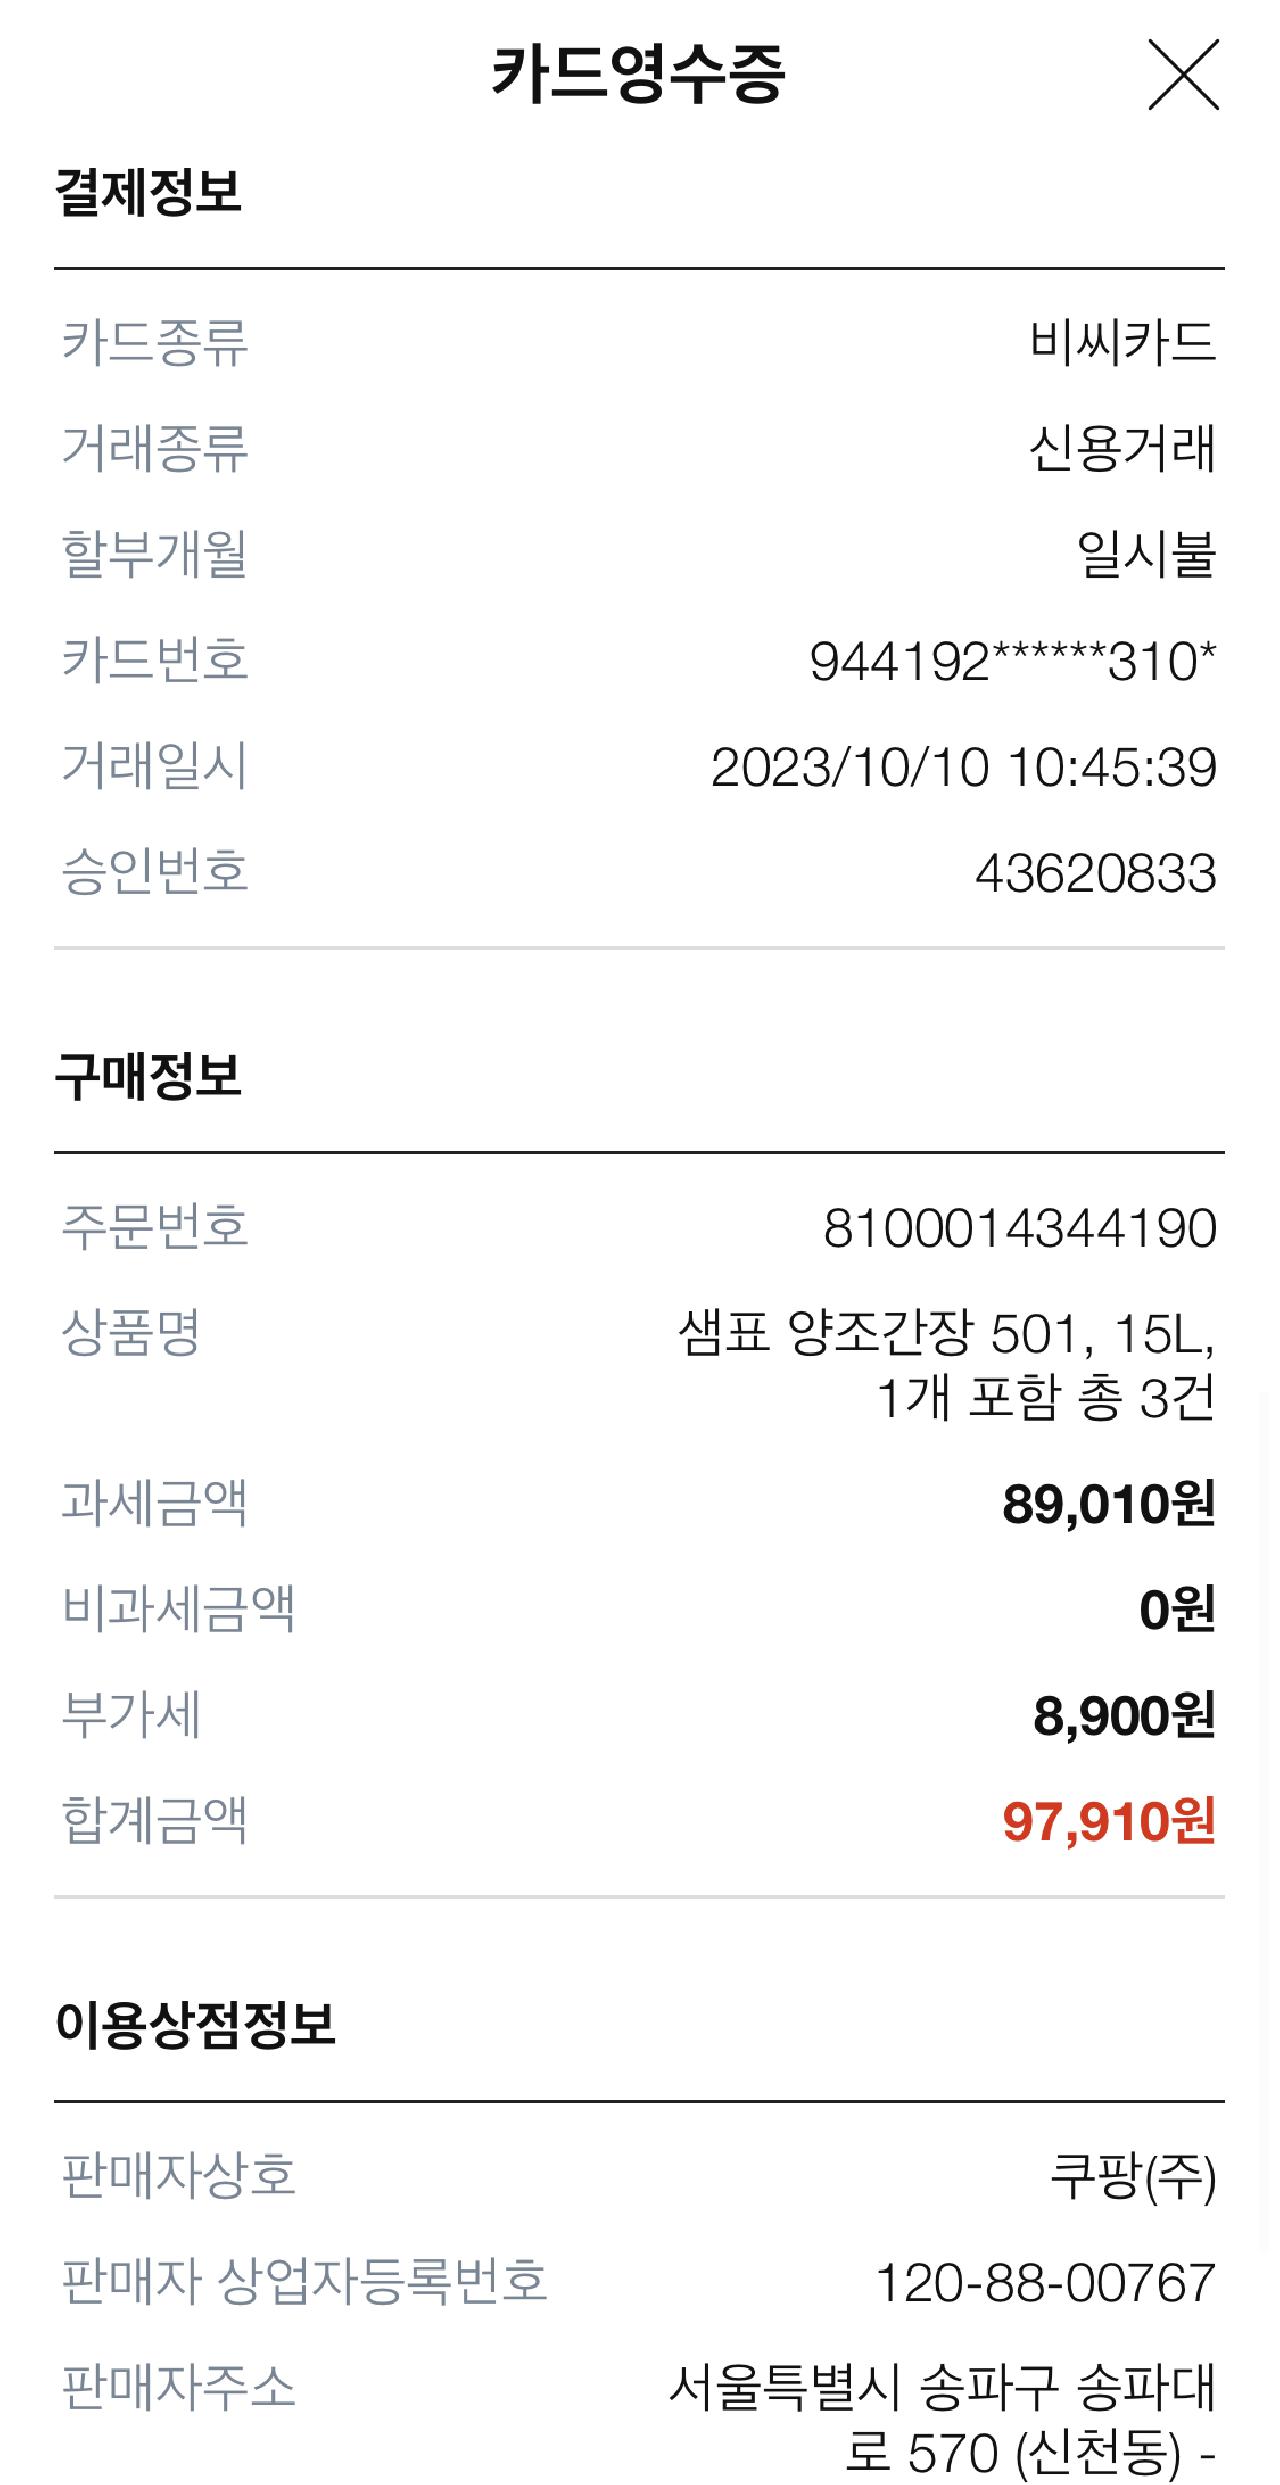 카드영수증
결제정보
카드종류 비씨카드
거래종류 신용거래
할부개월 일시불
카드번호 944192******310*
거래일시 2023/10/10 10:45:39
승인번호 43620833
구매정보
주문번호 8100014344190
상품명 샘표 양조간장 501, 15L,
1개 포함 총 3건
과세금액 89,010원
비과세금액 0원
부가세 8,900원
합계금액 97,910원
이용상점정보
판매자상호 쿠팡(주)
판매자 상업자등록번호 120-88-00767
판매자주소 서울특별시 송파구 송파대
로 570 (신천동) -